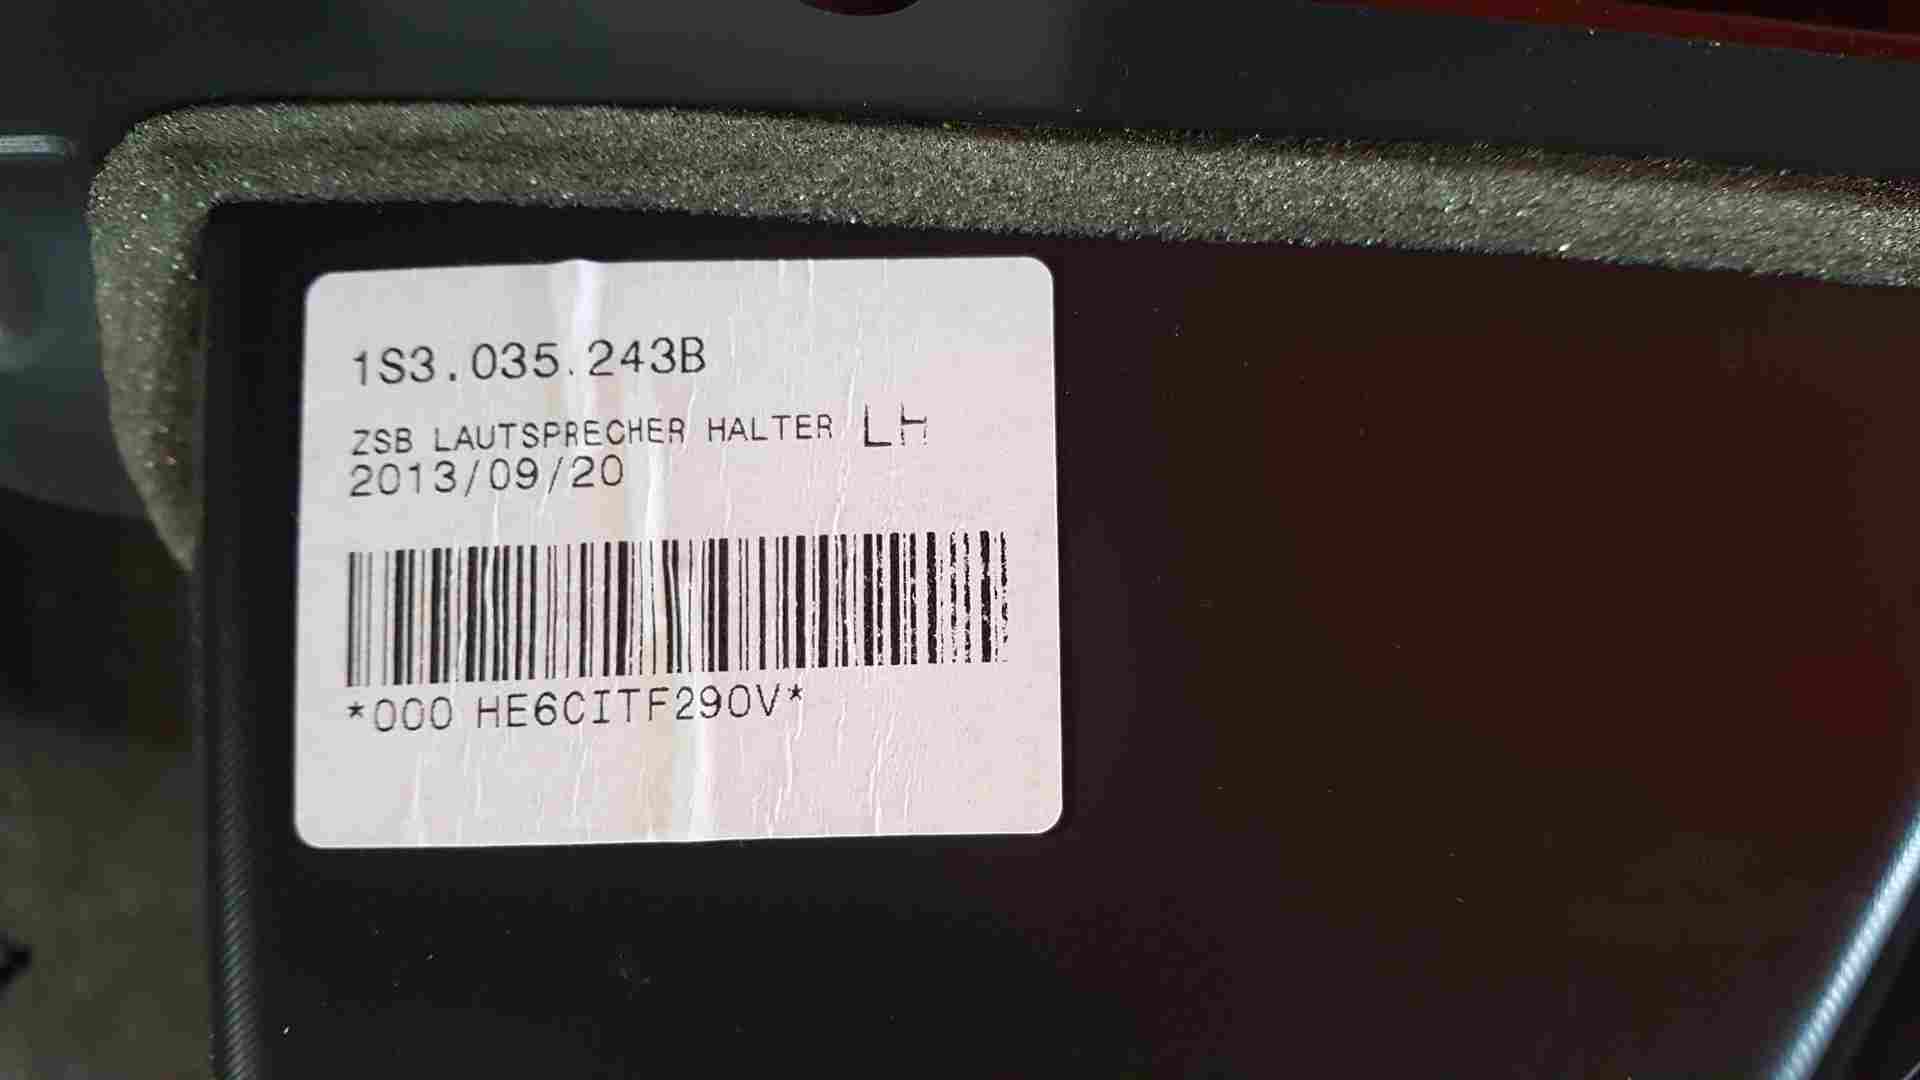 1S3.035.243B
ZSB LAUTSPRECHER HALTER LH
2013/09/20
*000 HE6CITF290V*